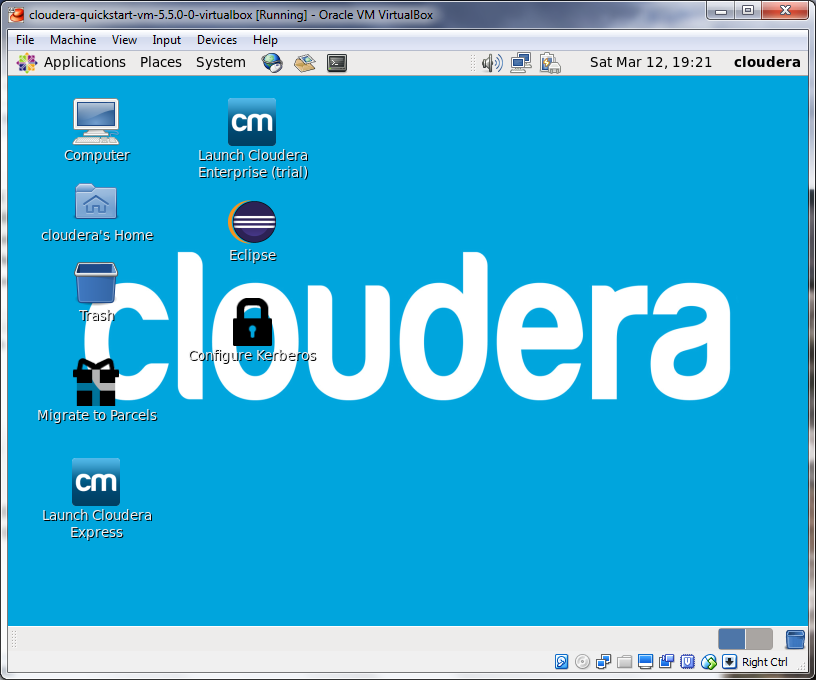 cloudera-quickstart-vm-5.5.0-0-virtualbox [Running] - Oracle VM VirtualBox
File Machine View Input Devices Help
Applications Places System Sat Mar 12, 19:21 cloudera
Computer
cm
Launch Cloudera
Enterprise (trial)
cloudera's Home
Eclipse
Trash
cloudera
Configure Kerberos
Migrate to Parcels
cm
Launch Cloudera
Express
Right Ctrl